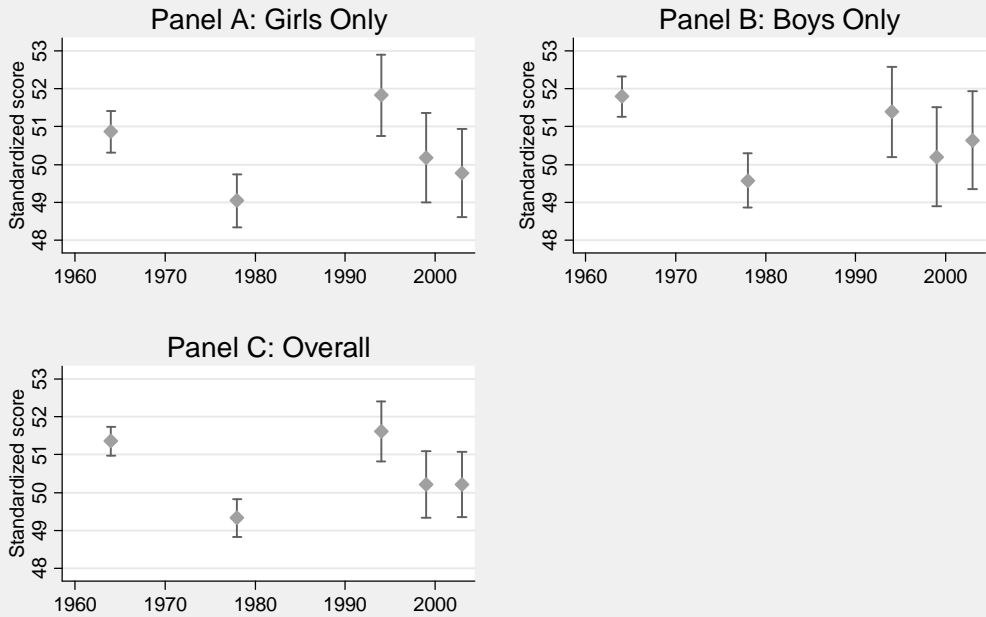 Panel A: Girls Only
Standardized score
53
52
51
50
49
48
1960 1970 1980 1990 2000
Panel B: Boys Only
Standardized score
53
52
51
50
49
48
1960 1970 1980 1990 2000
Panel C: Overall
Standardized score
53
52
51
50
49
48
1960 1970 1980 1990 2000